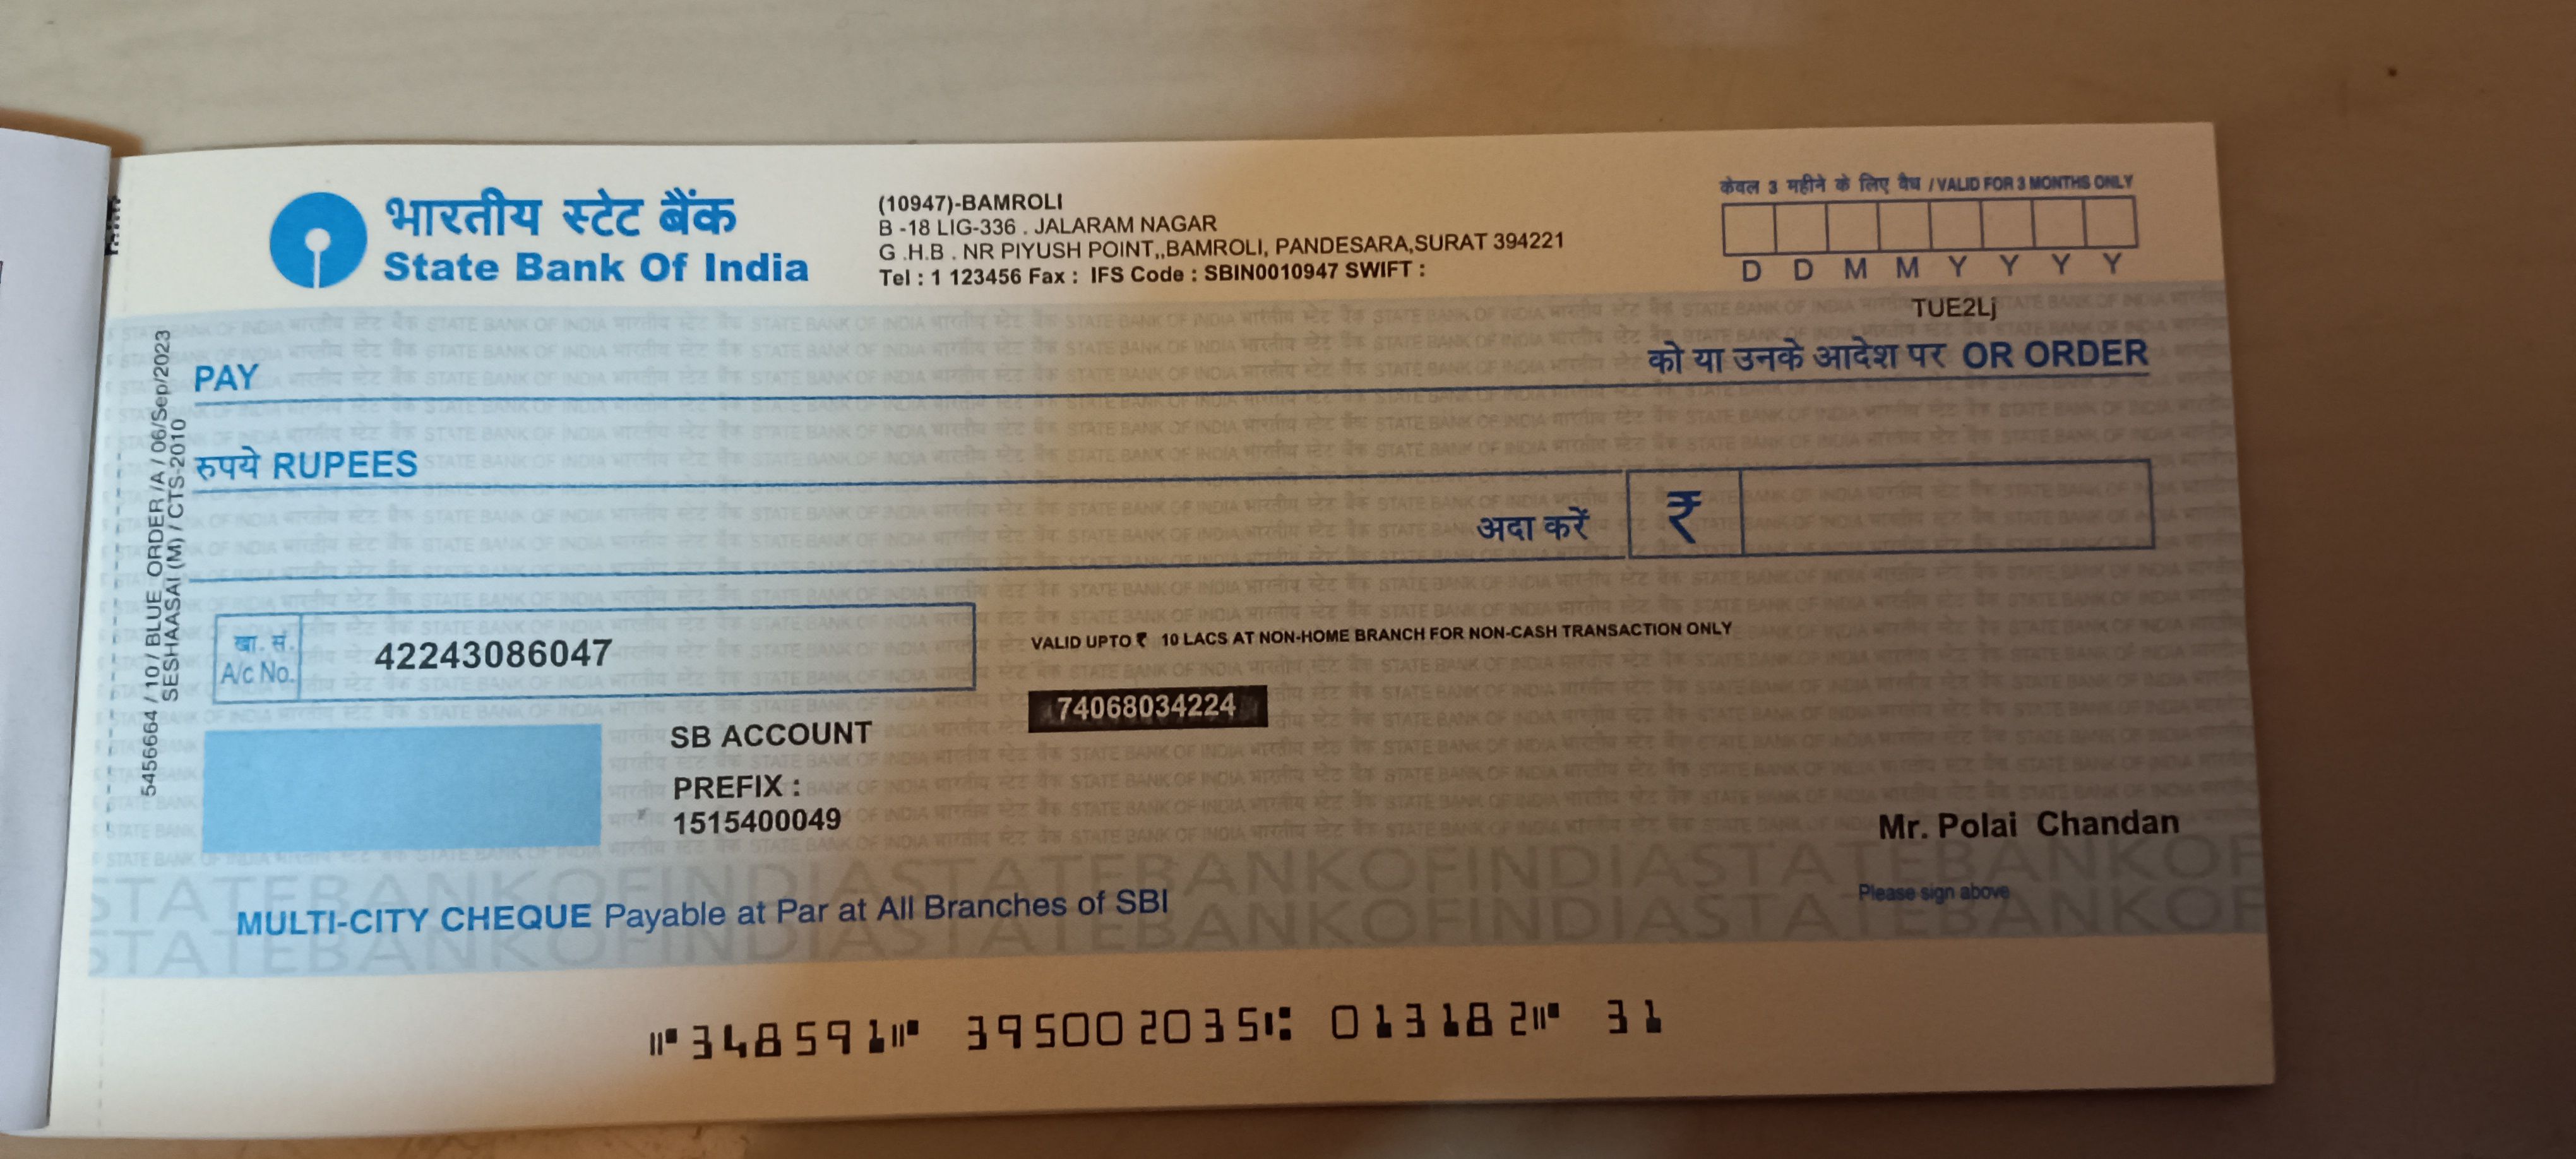 भारतीय स्टेट बैंक
State Bank Of India
(10947)-BAMROLI
B -18 LIG-336 . JALARAM NAGAR
G .H.B . NR PIYUSH POINT,,BAMROLI, PANDESARA,SURAT 394221
Tel : 1 123456 Fax : IFS Code : SBIN0010947 SWIFT :
केवल 3 महीने के लिए वैध / VALID FOR 3 MONTHS ONLY
D D M M Y Y Y Y
TUE2Lj
PAY
को या उनके आदेश पर OR ORDER
रुपये RUPEES
अदा करें ₹
खा. सं.
A/c No.
42243086047
VALID UPTO ₹ 10 LACS AT NON-HOME BRANCH FOR NON-CASH TRANSACTION ONLY
74068034224
SB ACCOUNT
PREFIX :
1515400049
Mr. Polai Chandan
Please sign above
MULTI-CITY CHEQUE Payable at Par at All Branches of SBI
STATEBANKOFINDIASTATEBANKOF
STATEBANKOFINDIASTATEBANKOF
⑈348591⑈ 395002035⑆ 013182⑈ 31
5456664 / 10 / BLUE ORDER /A / 06/Sep/2023
SESHAASAI (M) / CTS-2010